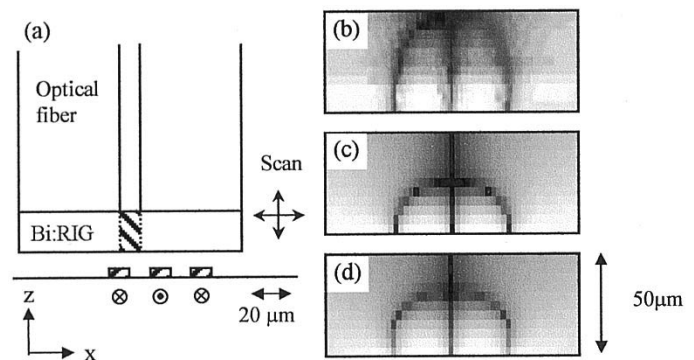 (a)
Optical
fiber
Bi:RIG
Scan
z
x
20 μm
(b)
(c)
(d)
50μm